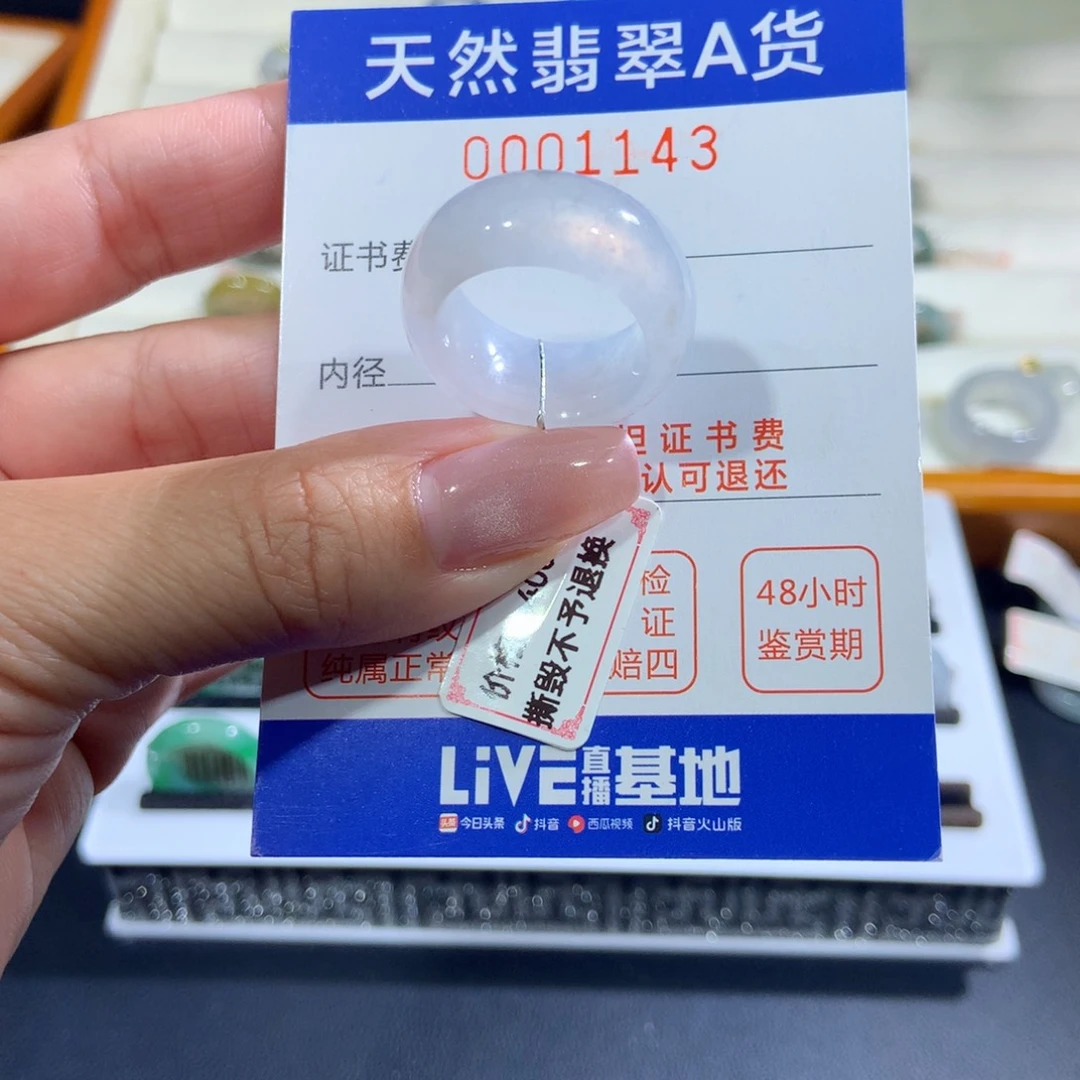 天然翡翠A货
0001143
证书费
内径
担证书费
认可退还
检
证
赔四
48小时
鉴赏期
纯属正常
撕毁不予退换
LiVE直播基地
头条 今日头条 抖音 西瓜视频 抖音火山版